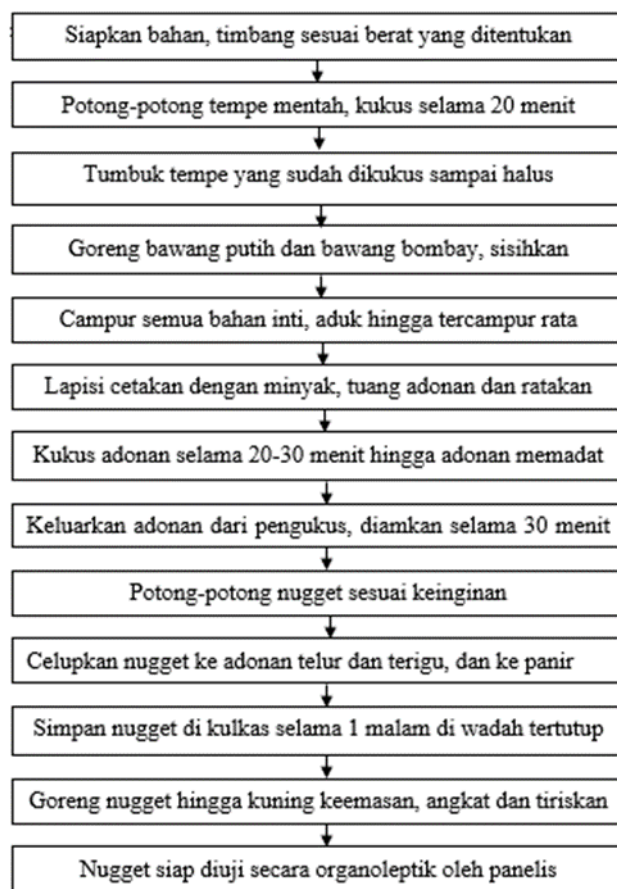 Siapkan bahan, timbang sesuai berat yang ditentukan
Potong-potong tempe mentah, kukus selama 20 menit
Tumbuk tempe yang sudah dikukus sampai halus
Goreng bawang putih dan bawang bombay, sisihkan
Campur semua bahan inti, aduk hingga tercampur rata
Lapisi cetakan dengan minyak, tuang adonan dan ratakan
Kukus adonan selama 20-30 menit hingga adonan memadat
Keluarkan adonan dari pengukus, diamkan selama 30 menit
Potong-potong nugget sesuai keinginan
Celupkan nugget ke adonan telur dan terigu, dan ke panir
Simpan nugget di kulkas selama 1 malam di wadah tertutup
Goreng nugget hingga kuning keemasan, angkat dan tiriskan
Nugget siap diuji secara organoleptik oleh panelis